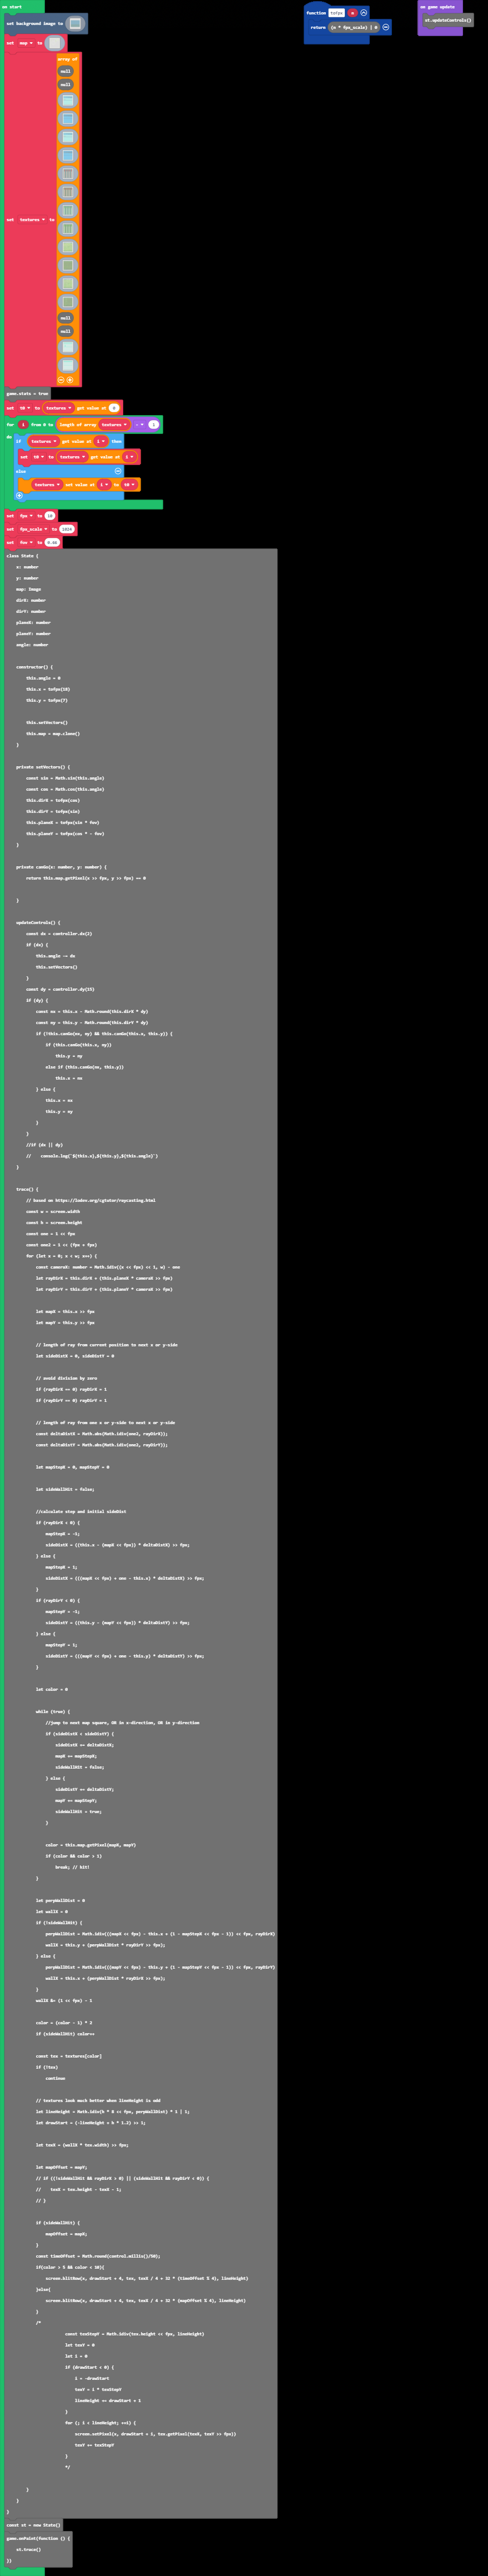 on start
set background image to
set map to
array of
null
null
set textures to
null
null
game.stats = true
set t0 to textures get value at 0
for i from 0 to length of array textures - 1
do if textures get value at i then
set t0 to textures get value at i
else
textures set value at i to t0
set fpx to 10
set fpx_scale to 1024
set fov to 0.66
class State {
x: number
y: number
map: Image
dirX: number
dirY: number
planeX: number
planeY: number
angle: number
constructor() {
this.angle = 0
this.x = tofpx(16)
this.y = tofpx(7)
this.setVectors()
this.map = map.clone()
}
private setVectors() {
const sin = Math.sin(this.angle)
const cos = Math.cos(this.angle)
this.dirX = tofpx(cos)
this.dirY = tofpx(sin)
this.planeX = tofpx(sin * fov)
this.planeY = tofpx(cos * - fov)
}
private canGo(x: number, y: number) {
return this.map.getPixel(x >> fpx, y >> fpx) == 0
}
updateControls() {
const dx = controller.dx(2)
if (dx) {
this.angle -= dx
this.setVectors()
}
const dy = controller.dy(15)
if (dy) {
const nx = this.x - Math.round(this.dirX * dy)
const ny = this.y - Math.round(this.dirY * dy)
if (!this.canGo(nx, ny) && this.canGo(this.x, this.y)) {
if (this.canGo(this.x, ny))
this.y = ny
else if (this.canGo(nx, this.y))
this.x = nx
} else {
this.x = nx
this.y = ny
}
}
//if (dx || dy)
// console.log(`${this.x},${this.y},${this.angle}`)
}
trace() {
// based on https://lodev.org/cgtutor/raycasting.html
const w = screen.width
const h = screen.height
const one = 1 << fpx
const one2 = 1 << (fpx + fpx)
for (let x = 0; x < w; x++) {
const cameraX: number = Math.idiv((x << fpx) << 1, w) - one
let rayDirX = this.dirX + (this.planeX * cameraX >> fpx)
let rayDirY = this.dirY + (this.planeY * cameraX >> fpx)
let mapX = this.x >> fpx
let mapY = this.y >> fpx
// length of ray from current position to next x or y-side
let sideDistX = 0, sideDistY = 0
// avoid division by zero
if (rayDirX == 0) rayDirX = 1
if (rayDirY == 0) rayDirY = 1
// length of ray from one x or y-side to next x or y-side
const deltaDistX = Math.abs(Math.idiv(one2, rayDirX));
const deltaDistY = Math.abs(Math.idiv(one2, rayDirY));
let mapStepX = 0, mapStepY = 0
let sideWallHit = false;
//calculate step and initial sideDist
if (rayDirX < 0) {
mapStepX = -1;
sideDistX = ((this.x - (mapX << fpx)) * deltaDistX) >> fpx;
} else {
mapStepX = 1;
sideDistX = (((mapX << fpx) + one - this.x) * deltaDistX) >> fpx;
}
if (rayDirY < 0) {
mapStepY = -1;
sideDistY = ((this.y - (mapY << fpx)) * deltaDistY) >> fpx;
} else {
mapStepY = 1;
sideDistY = (((mapY << fpx) + one - this.y) * deltaDistY) >> fpx;
}
let color = 0
while (true) {
//jump to next map square, OR in x-direction, OR in y-direction
if (sideDistX < sideDistY) {
sideDistX += deltaDistX;
mapX += mapStepX;
sideWallHit = false;
} else {
sideDistY += deltaDistY;
mapY += mapStepY;
sideWallHit = true;
}
color = this.map.getPixel(mapX, mapY)
if (color && color > 1)
break; // hit!
}
let perpWallDist = 0
let wallX = 0
if (!sideWallHit) {
perpWallDist = Math.idiv(((mapX << fpx) - this.x + (1 - mapStepX << fpx - 1)) << fpx, rayDirX)
wallX = this.y + (perpWallDist * rayDirY >> fpx);
} else {
perpWallDist = Math.idiv(((mapY << fpx) - this.y + (1 - mapStepY << fpx - 1)) << fpx, rayDirY)
wallX = this.x + (perpWallDist * rayDirX >> fpx);
}
wallX &= (1 << fpx) - 1
color = (color - 1) * 2
if (sideWallHit) color++
const tex = textures[color]
if (!tex)
continue
// textures look much better when lineHeight is odd
let lineHeight = Math.idiv(h * 6 << fpx, perpWallDist) * 1 | 1;
let drawStart = (-lineHeight + h * 1.2) >> 1;
let texX = (wallX * tex.width) >> fpx;
let mapOffset = mapY;
// if ((!sideWallHit && rayDirX > 0) || (sideWallHit && rayDirY < 0)) {
// texX = tex.height - texX - 1;
// }
if (sideWallHit) {
mapOffset = mapX;
}
const timeOffset = Math.round(control.millis()/50);
if(color > 5 && color < 10){
screen.blitRow(x, drawStart + 4, tex, texX / 4 + 32 * (timeOffset % 4), lineHeight)
}else{
screen.blitRow(x, drawStart + 4, tex, texX / 4 + 32 * (mapOffset % 4), lineHeight)
}
/*
const texStepY = Math.idiv(tex.height << fpx, lineHeight)
let texY = 0
let i = 0
if (drawStart < 0) {
i = -drawStart
texY = i * texStepY
lineHeight += drawStart + 1
}
for (; i < lineHeight; ++i) {
screen.setPixel(x, drawStart + i, tex.getPixel(texX, texY >> fpx))
texY += texStepY
}
*/
}
}
}
const st = new State()
game.onPaint(function () {
st.trace()
})
function tofpx n
return (n * fpx_scale) | 0
on game update
st.updateControls()